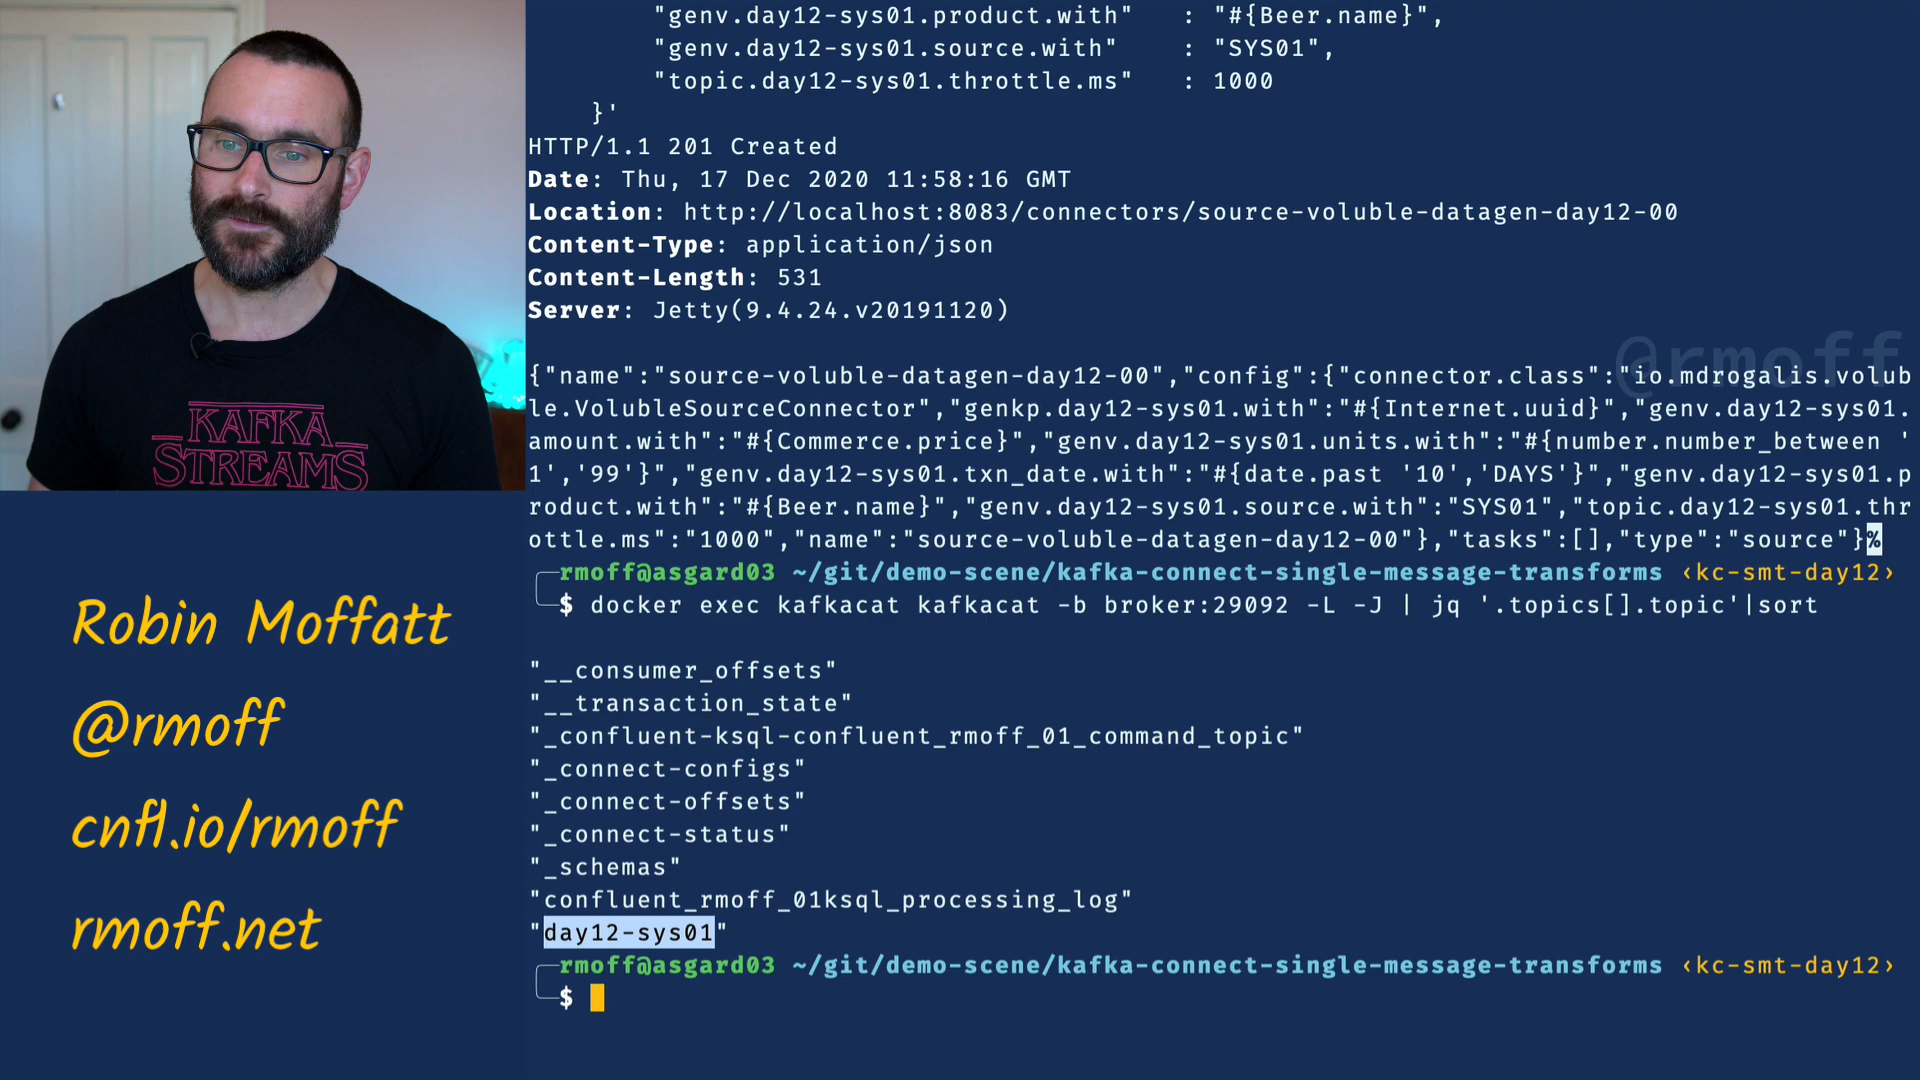 KAFKA
STREAMS
Robin Moffatt
@rmoff
cnfl.io/rmoff
rmoff.net
"genv.day12-sys01.product.with"   : "#{Beer.name}",
"genv.day12-sys01.source.with"    : "SYS01",
"topic.day12-sys01.throttle.ms"   : 1000
}'
HTTP/1.1 201 Created
Date: Thu, 17 Dec 2020 11:58:16 GMT
Location: http://localhost:8083/connectors/source-voluble-datagen-day12-00
Content-Type: application/json
Content-Length: 531
Server: Jetty(9.4.24.v20191120)
@rmoff
{"name":"source-voluble-datagen-day12-00","config":{"connector.class":"io.mdrogalis.volub
le.VolubleSourceConnector","genkp.day12-sys01.with":"#{Internet.uuid}","genv.day12-sys01.
amount.with":"#{Commerce.price}","genv.day12-sys01.units.with":"#{number.number_between '
1','99'}","genv.day12-sys01.txn_date.with":"#{date.past '10','DAYS'}","genv.day12-sys01.p
roduct.with":"#{Beer.name}","genv.day12-sys01.source.with":"SYS01","topic.day12-sys01.thr
ottle.ms":"1000","name":"source-voluble-datagen-day12-00"},"tasks":[],"type":"source"}%
rmoff@asgard03 ~/git/demo-scene/kafka-connect-single-message-transforms ‹kc-smt-day12›
$ docker exec kafkacat kafkacat -b broker:29092 -L -J | jq '.topics[].topic'|sort
"__consumer_offsets"
"__transaction_state"
"_confluent-ksql-confluent_rmoff_01_command_topic"
"_connect-configs"
"_connect-offsets"
"_connect-status"
"_schemas"
"confluent_rmoff_01ksql_processing_log"
"day12-sys01"
rmoff@asgard03 ~/git/demo-scene/kafka-connect-single-message-transforms ‹kc-smt-day12›
$